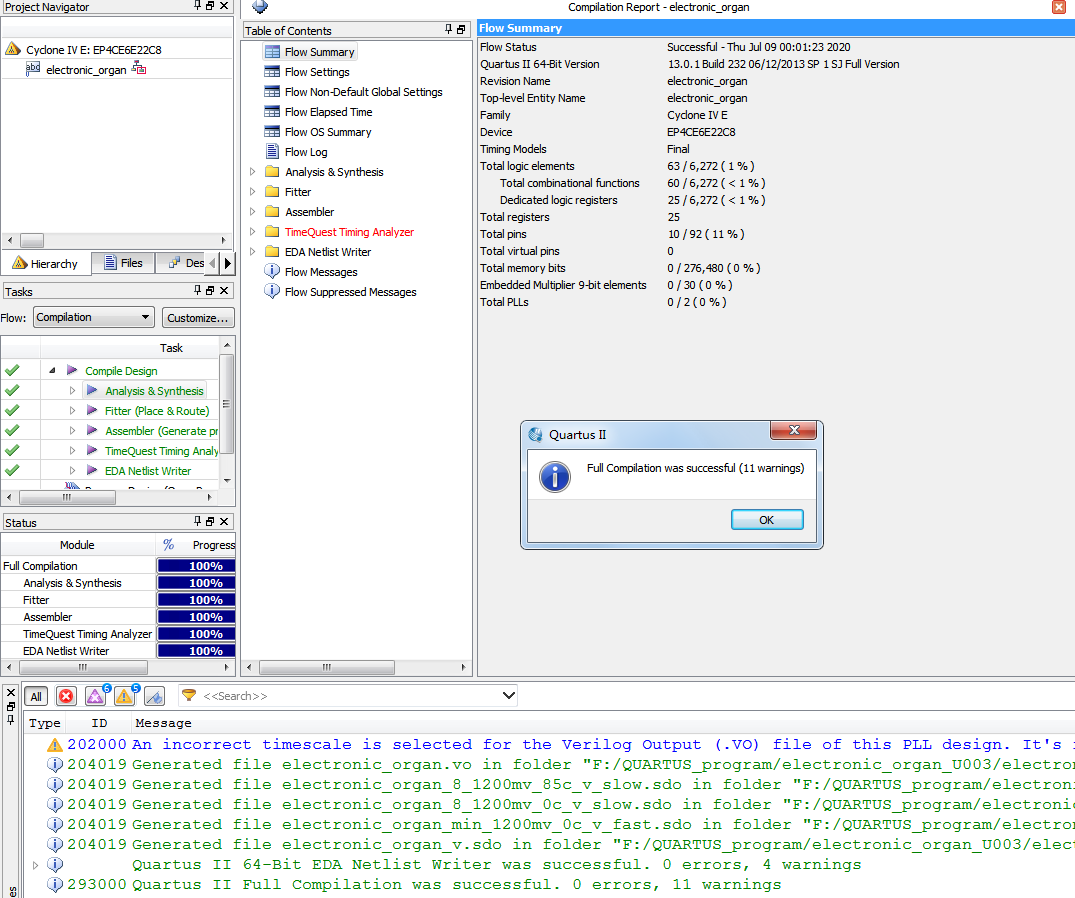 Project Navigator
Cyclone IV E: EP4CE6E22C8
abc electronic_organ
Hierarchy Files Des
Tasks
Flow: Compilation Customize...
Task
Compile Design
Analysis & Synthesis
Fitter (Place & Route)
Assembler (Generate pr
TimeQuest Timing Analy
EDA Netlist Writer
Status
Module % Progress
Full Compilation 100%
Analysis & Synthesis 100%
Fitter 100%
Assembler 100%
TimeQuest Timing Analyzer 100%
EDA Netlist Writer 100%
Compilation Report - electronic_organ
Table of Contents
Flow Summary
Flow Settings
Flow Non-Default Global Settings
Flow Elapsed Time
Flow OS Summary
Flow Log
Analysis & Synthesis
Fitter
Assembler
TimeQuest Timing Analyzer
EDA Netlist Writer
Flow Messages
Flow Suppressed Messages
Flow Summary
Flow Status Successful - Thu Jul 09 00:01:23 2020
Quartus II 64-Bit Version 13.0.1 Build 232 06/12/2013 SP 1 SJ Full Version
Revision Name electronic_organ
Top-level Entity Name electronic_organ
Family Cyclone IV E
Device EP4CE6E22C8
Timing Models Final
Total logic elements 63 / 6,272 ( 1 % )
Total combinational functions 60 / 6,272 ( < 1 % )
Dedicated logic registers 25 / 6,272 ( < 1 % )
Total registers 25
Total pins 10 / 92 ( 11 % )
Total virtual pins 0
Total memory bits 0 / 276,480 ( 0 % )
Embedded Multiplier 9-bit elements 0 / 30 ( 0 % )
Total PLLs 0 / 2 ( 0 % )
Quartus II
Full Compilation was successful (11 warnings)
OK
All 6 5 <<Search>>
Type ID Message
202000 An incorrect timescale is selected for the Verilog Output (.VO) file of this PLL design. It's
204019 Generated file electronic_organ.vo in folder "F:/QUARTUS_program/electronic_organ_U003/electron
204019 Generated file electronic_organ_8_1200mv_85c_v_slow.sdo in folder "F:/QUARTUS_program/electroni
204019 Generated file electronic_organ_8_1200mv_0c_v_slow.sdo in folder "F:/QUARTUS_program/electronic
204019 Generated file electronic_organ_min_1200mv_0c_v_fast.sdo in folder "F:/QUARTUS_program/electron
204019 Generated file electronic_organ_v.sdo in folder "F:/QUARTUS_program/electronic_organ_U003/elect
Quartus II 64-Bit EDA Netlist Writer was successful. 0 errors, 4 warnings
293000 Quartus II Full Compilation was successful. 0 errors, 11 warnings
es